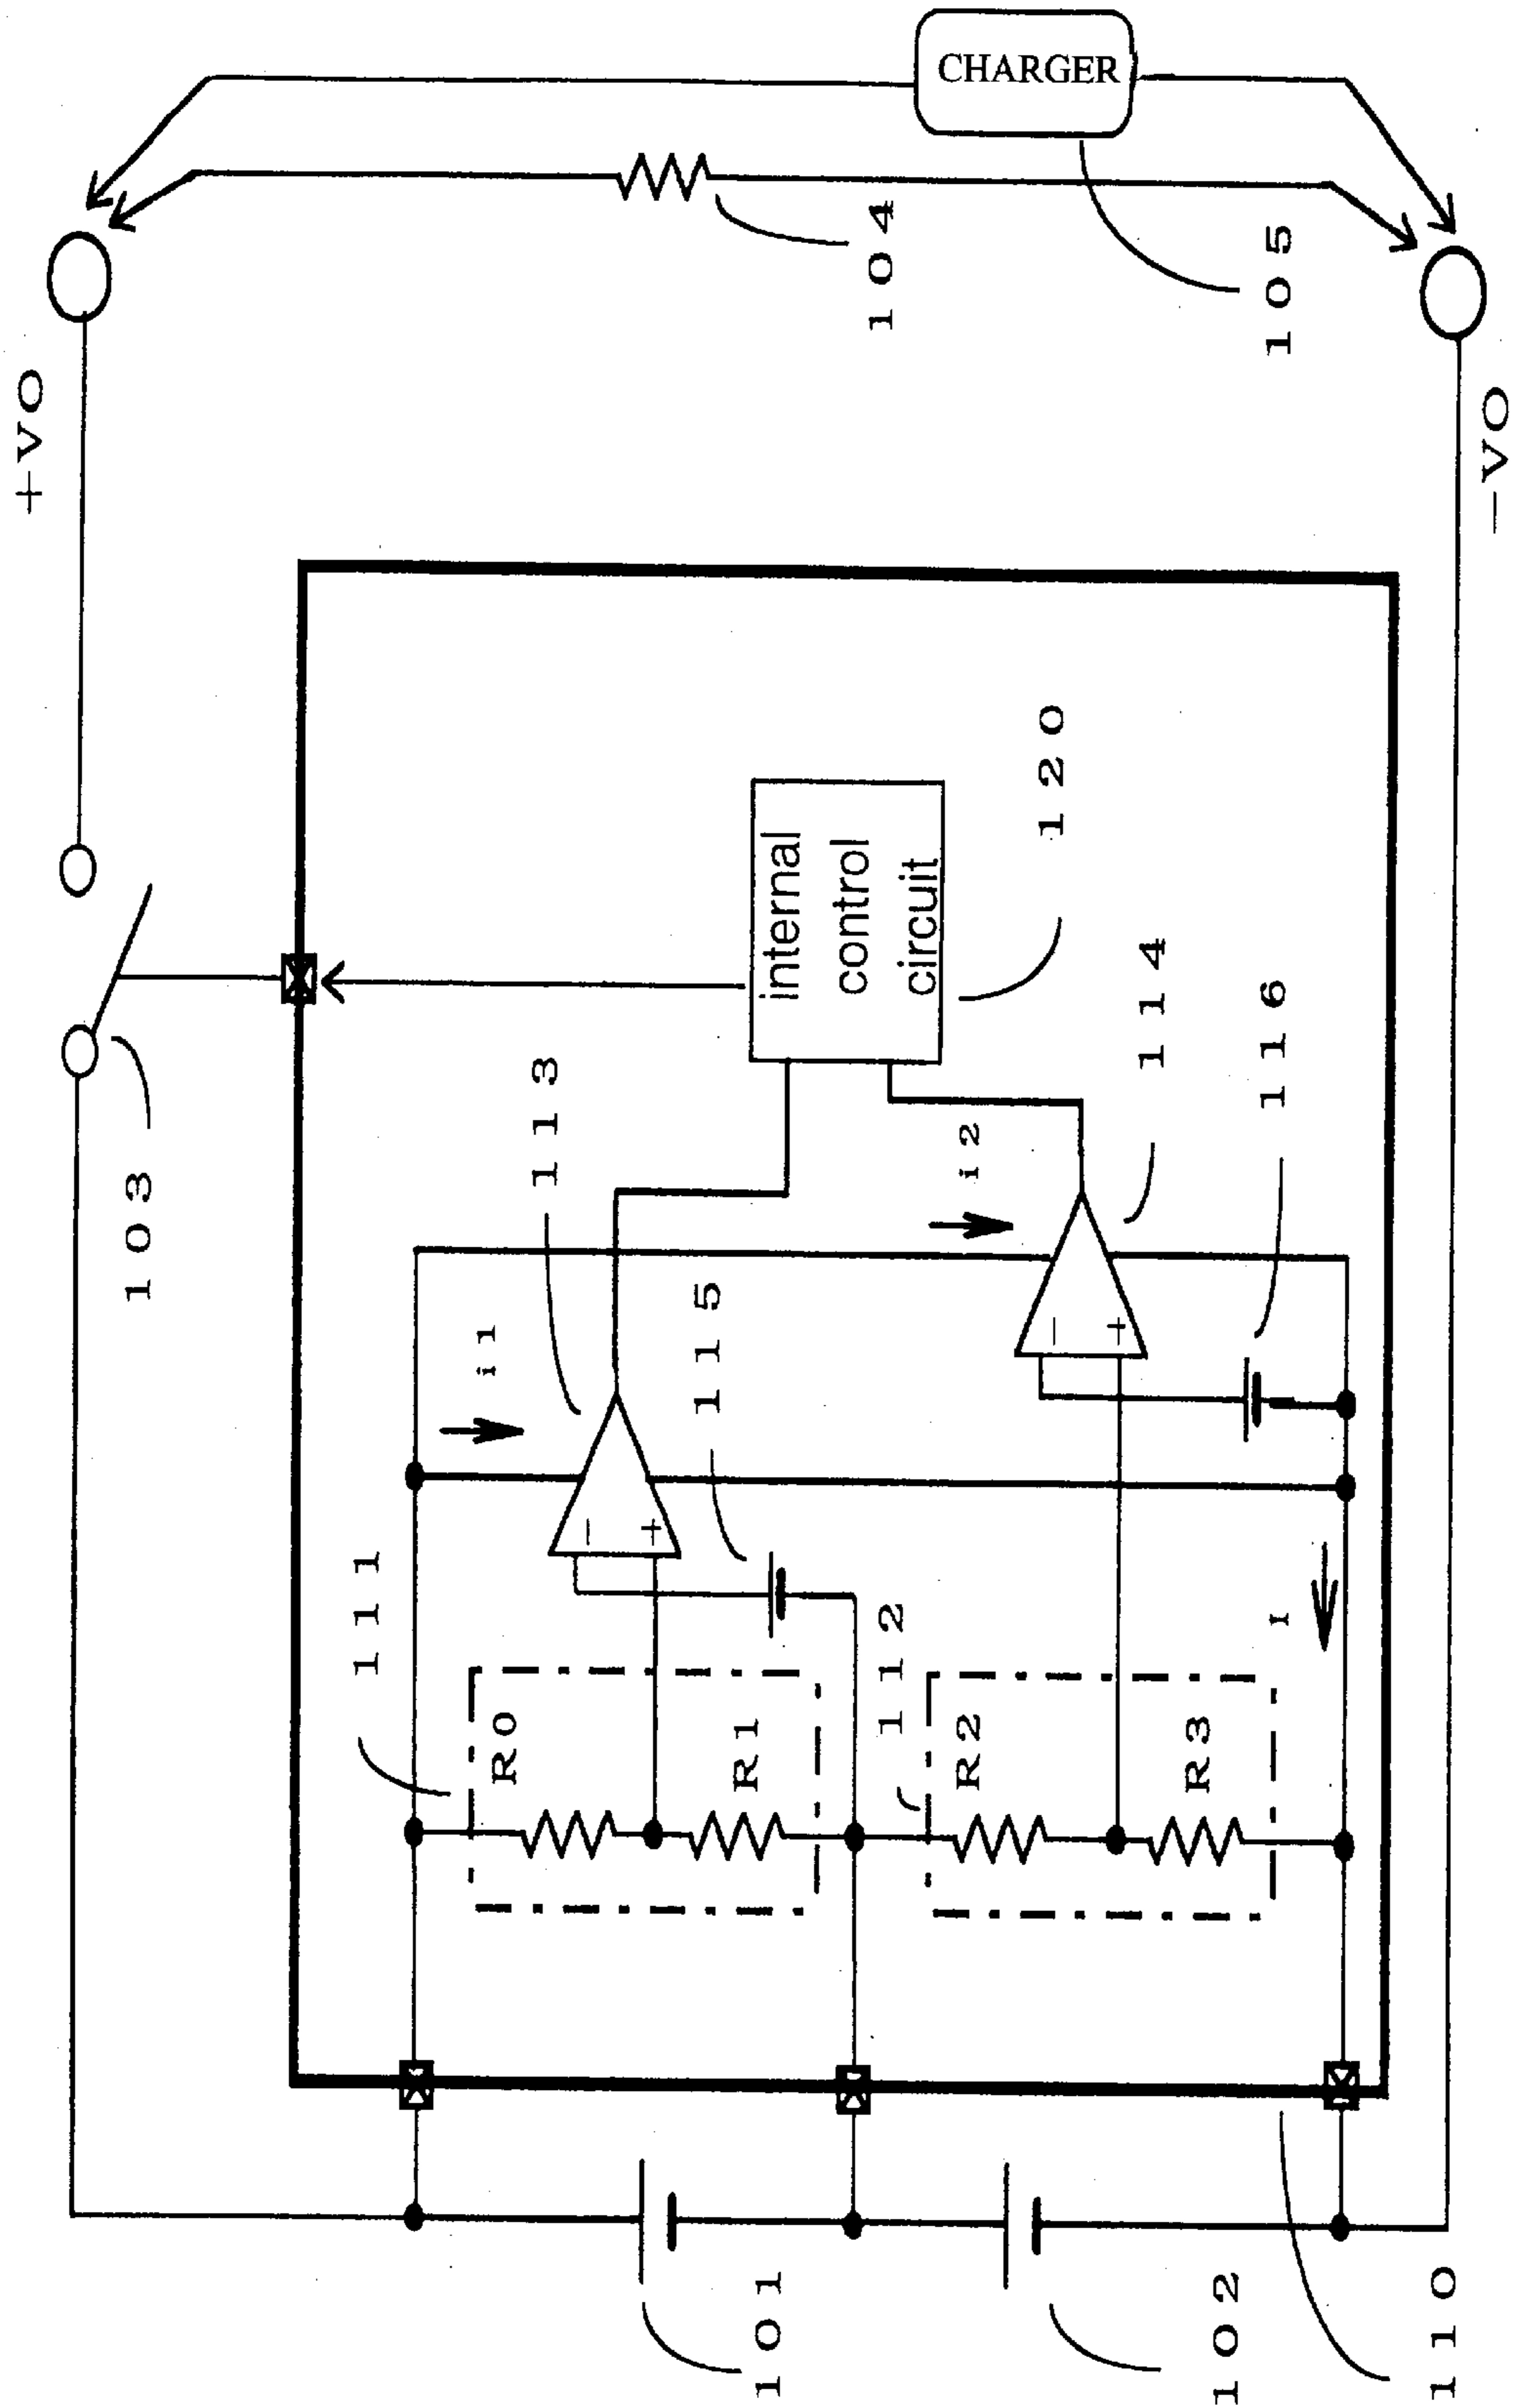 +VO
CHARGER
104
105
-VO
103
internal
control
circuit
120
113
i1
111
115
i2
114
116
R0
R1
112
R2
R3
I
-
+
-
+
101
102
110